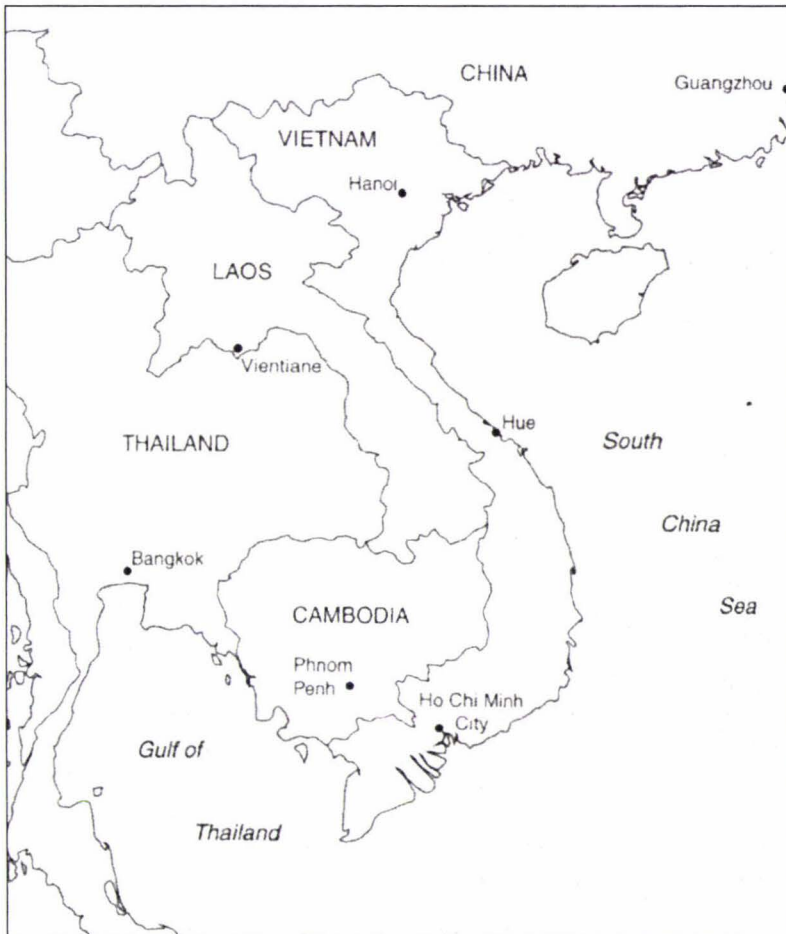 CHINA
Guangzhou
VIETNAM
Hanoi
LAOS
Vientiane
Hue
THAILAND
South
China
Sea
Bangkok
CAMBODIA
Phnom
Penh
Ho Chi Minh
City
Gulf of
Thailand